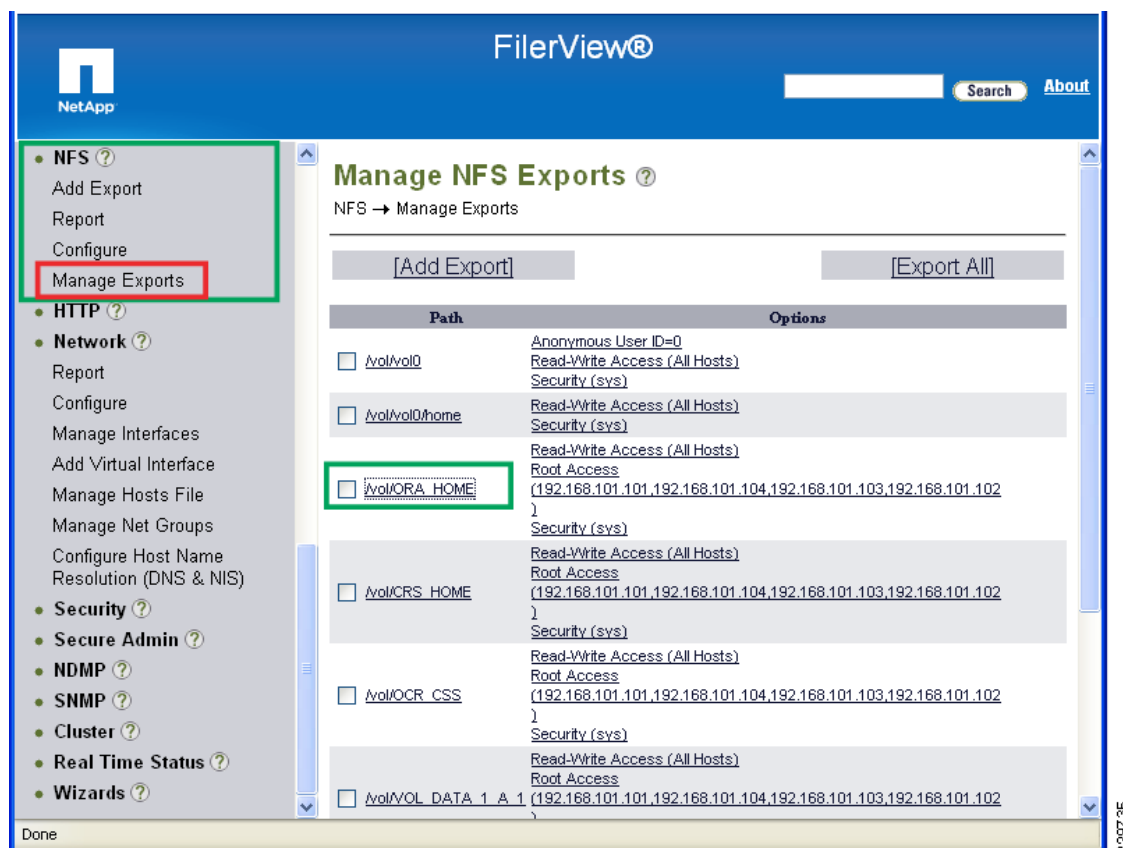 FilerView®
NetApp
Search
About
NFS
Add Export
Report
Configure
Manage Exports
HTTP
Network
Report
Configure
Manage Interfaces
Add Virtual Interface
Manage Hosts File
Manage Net Groups
Configure Host Name
Resolution (DNS & NIS)
Security
Secure Admin
NDMP
SNMP
Cluster
Real Time Status
Wizards
Manage NFS Exports
NFS → Manage Exports
[Add Export]
[Export All]
Path Options
/vol/vol0
Anonymous User ID=0
Read-Write Access (All Hosts)
Security (sys)
/vol/vol0/home
Read-Write Access (All Hosts)
Security (sys)
/vol/ORA_HOME
Read-Write Access (All Hosts)
Root Access
(192.168.101.101,192.168.101.104,192.168.101.103,192.168.101.102
)
Security (sys)
/vol/CRS_HOME
Read-Write Access (All Hosts)
Root Access
(192.168.101.101,192.168.101.104,192.168.101.103,192.168.101.102
)
Security (sys)
/vol/OCR_CSS
Read-Write Access (All Hosts)
Root Access
(192.168.101.101,192.168.101.104,192.168.101.103,192.168.101.102
)
Security (sys)
/vol/VOL_DATA_1_A_1
Read-Write Access (All Hosts)
Root Access
(192.168.101.101,192.168.101.104,192.168.101.103,192.168.101.102
)
Done